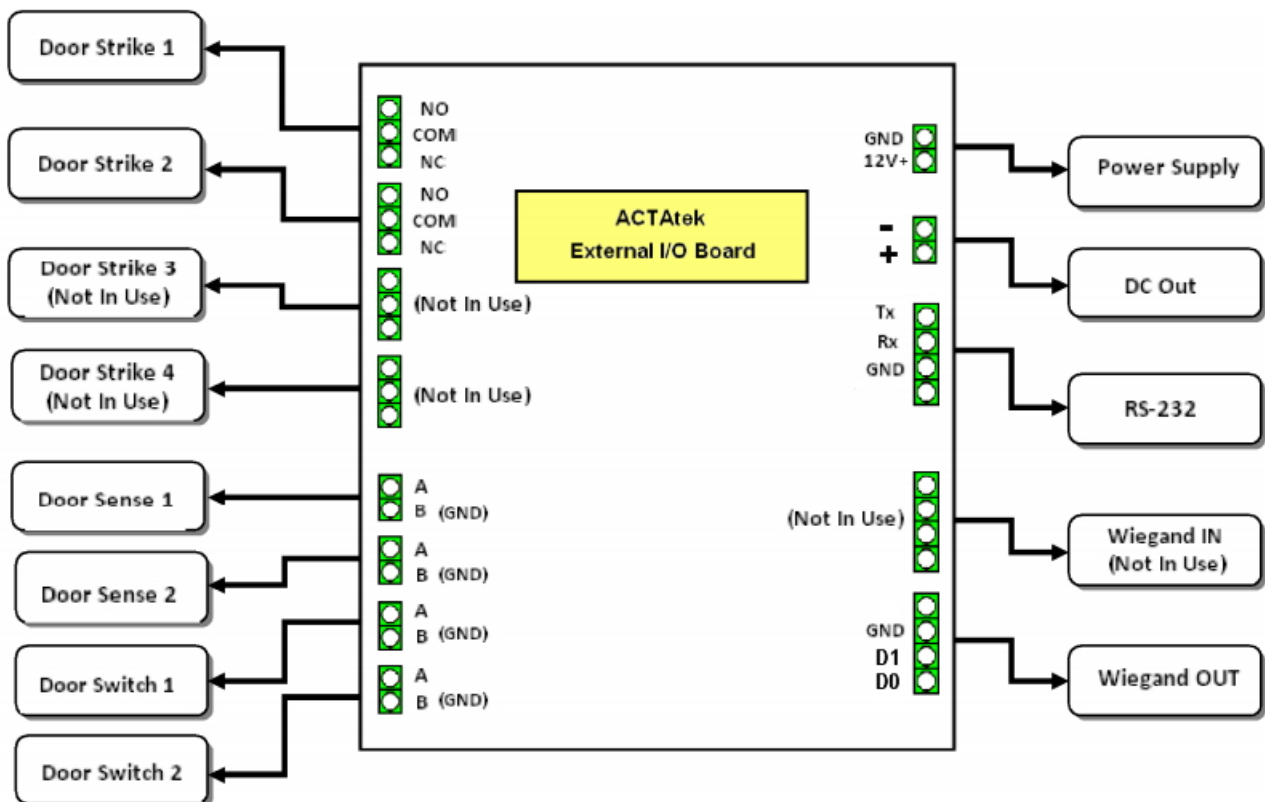 Door Strike 1
Door Strike 2
Door Strike 3
(Not In Use)
Door Strike 4
(Not In Use)
Door Sense 1
Door Sense 2
Door Switch 1
Door Switch 2
NO
COM
NC
NO
COM
NC
(Not In Use)
(Not In Use)
A
B (GND)
A
B (GND)
A
B (GND)
A
B (GND)
ACTAtek
External I/O Board
GND
12V+
-
+
Tx
Rx
GND
(Not In Use)
GND
D1
D0
Power Supply
DC Out
RS-232
Wiegand IN
(Not In Use)
Wiegand OUT